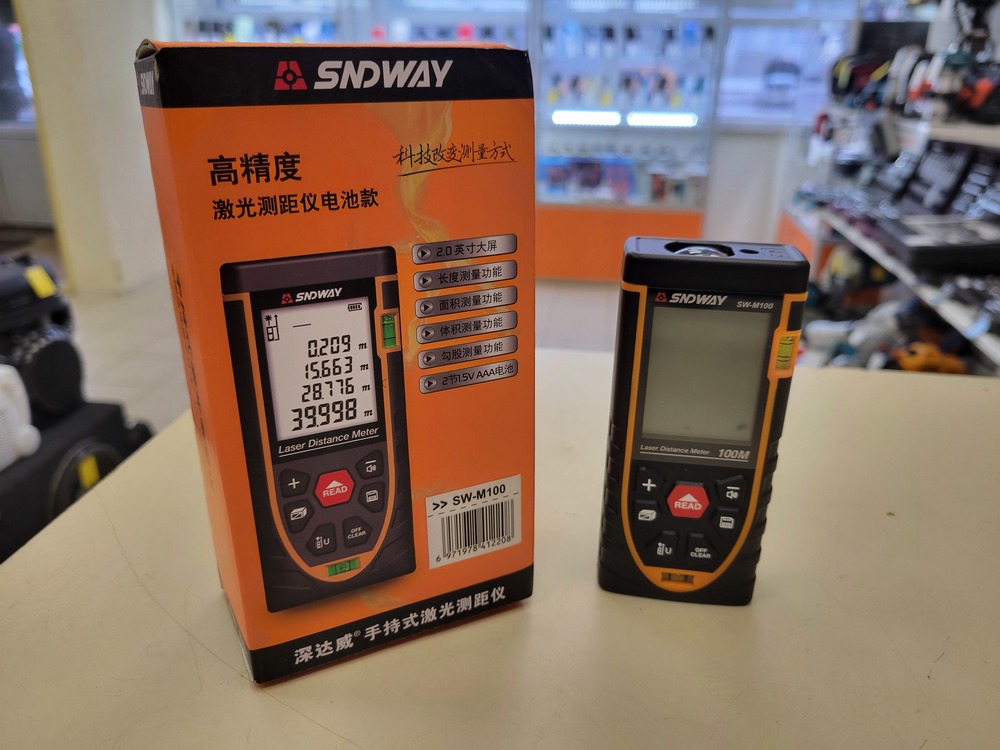 SNDWAY
SNDWAY
高精度
科技改变测量方式
激光测距仪电池款
2.0英寸大屏
长度测量功能
面积测量功能
体积测量功能
勾股测量功能
2节1.5V AAA电池
SNDWAY
0.209 m
15.663 m
28.776 m
39.998 m
Laser Distance Meter
READ
OFF
CLEAR
U
>> SW-M100
6 971978 412208
深达威® 手持式激光测距仪
SNDWAY
SW-M100
Laser Distance Meter 100M
READ
U
OFF
CLEAR